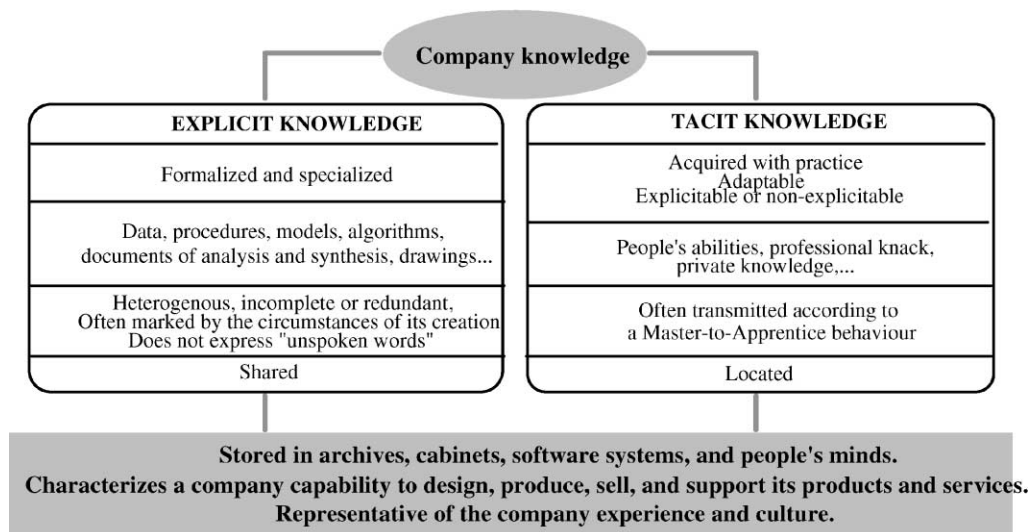 Company knowledge
EXPLICIT KNOWLEDGE
Formalized and specialized
Data, procedures, models, algorithms,
documents of analysis and synthesis, drawings...
Heterogenous, incomplete or redundant,
Often marked by the circumstances of its creation
Does not express "unspoken words"
Shared
TACIT KNOWLEDGE
Acquired with practice
Adaptable
Explicitable or non-explicitable
People's abilities, professional knack,
private knowledge,...
Often transmitted according to
a Master-to-Apprentice behaviour
Located
Stored in archives, cabinets, software systems, and people's minds.
Characterizes a company capability to design, produce, sell, and support its products and services.
Representative of the company experience and culture.